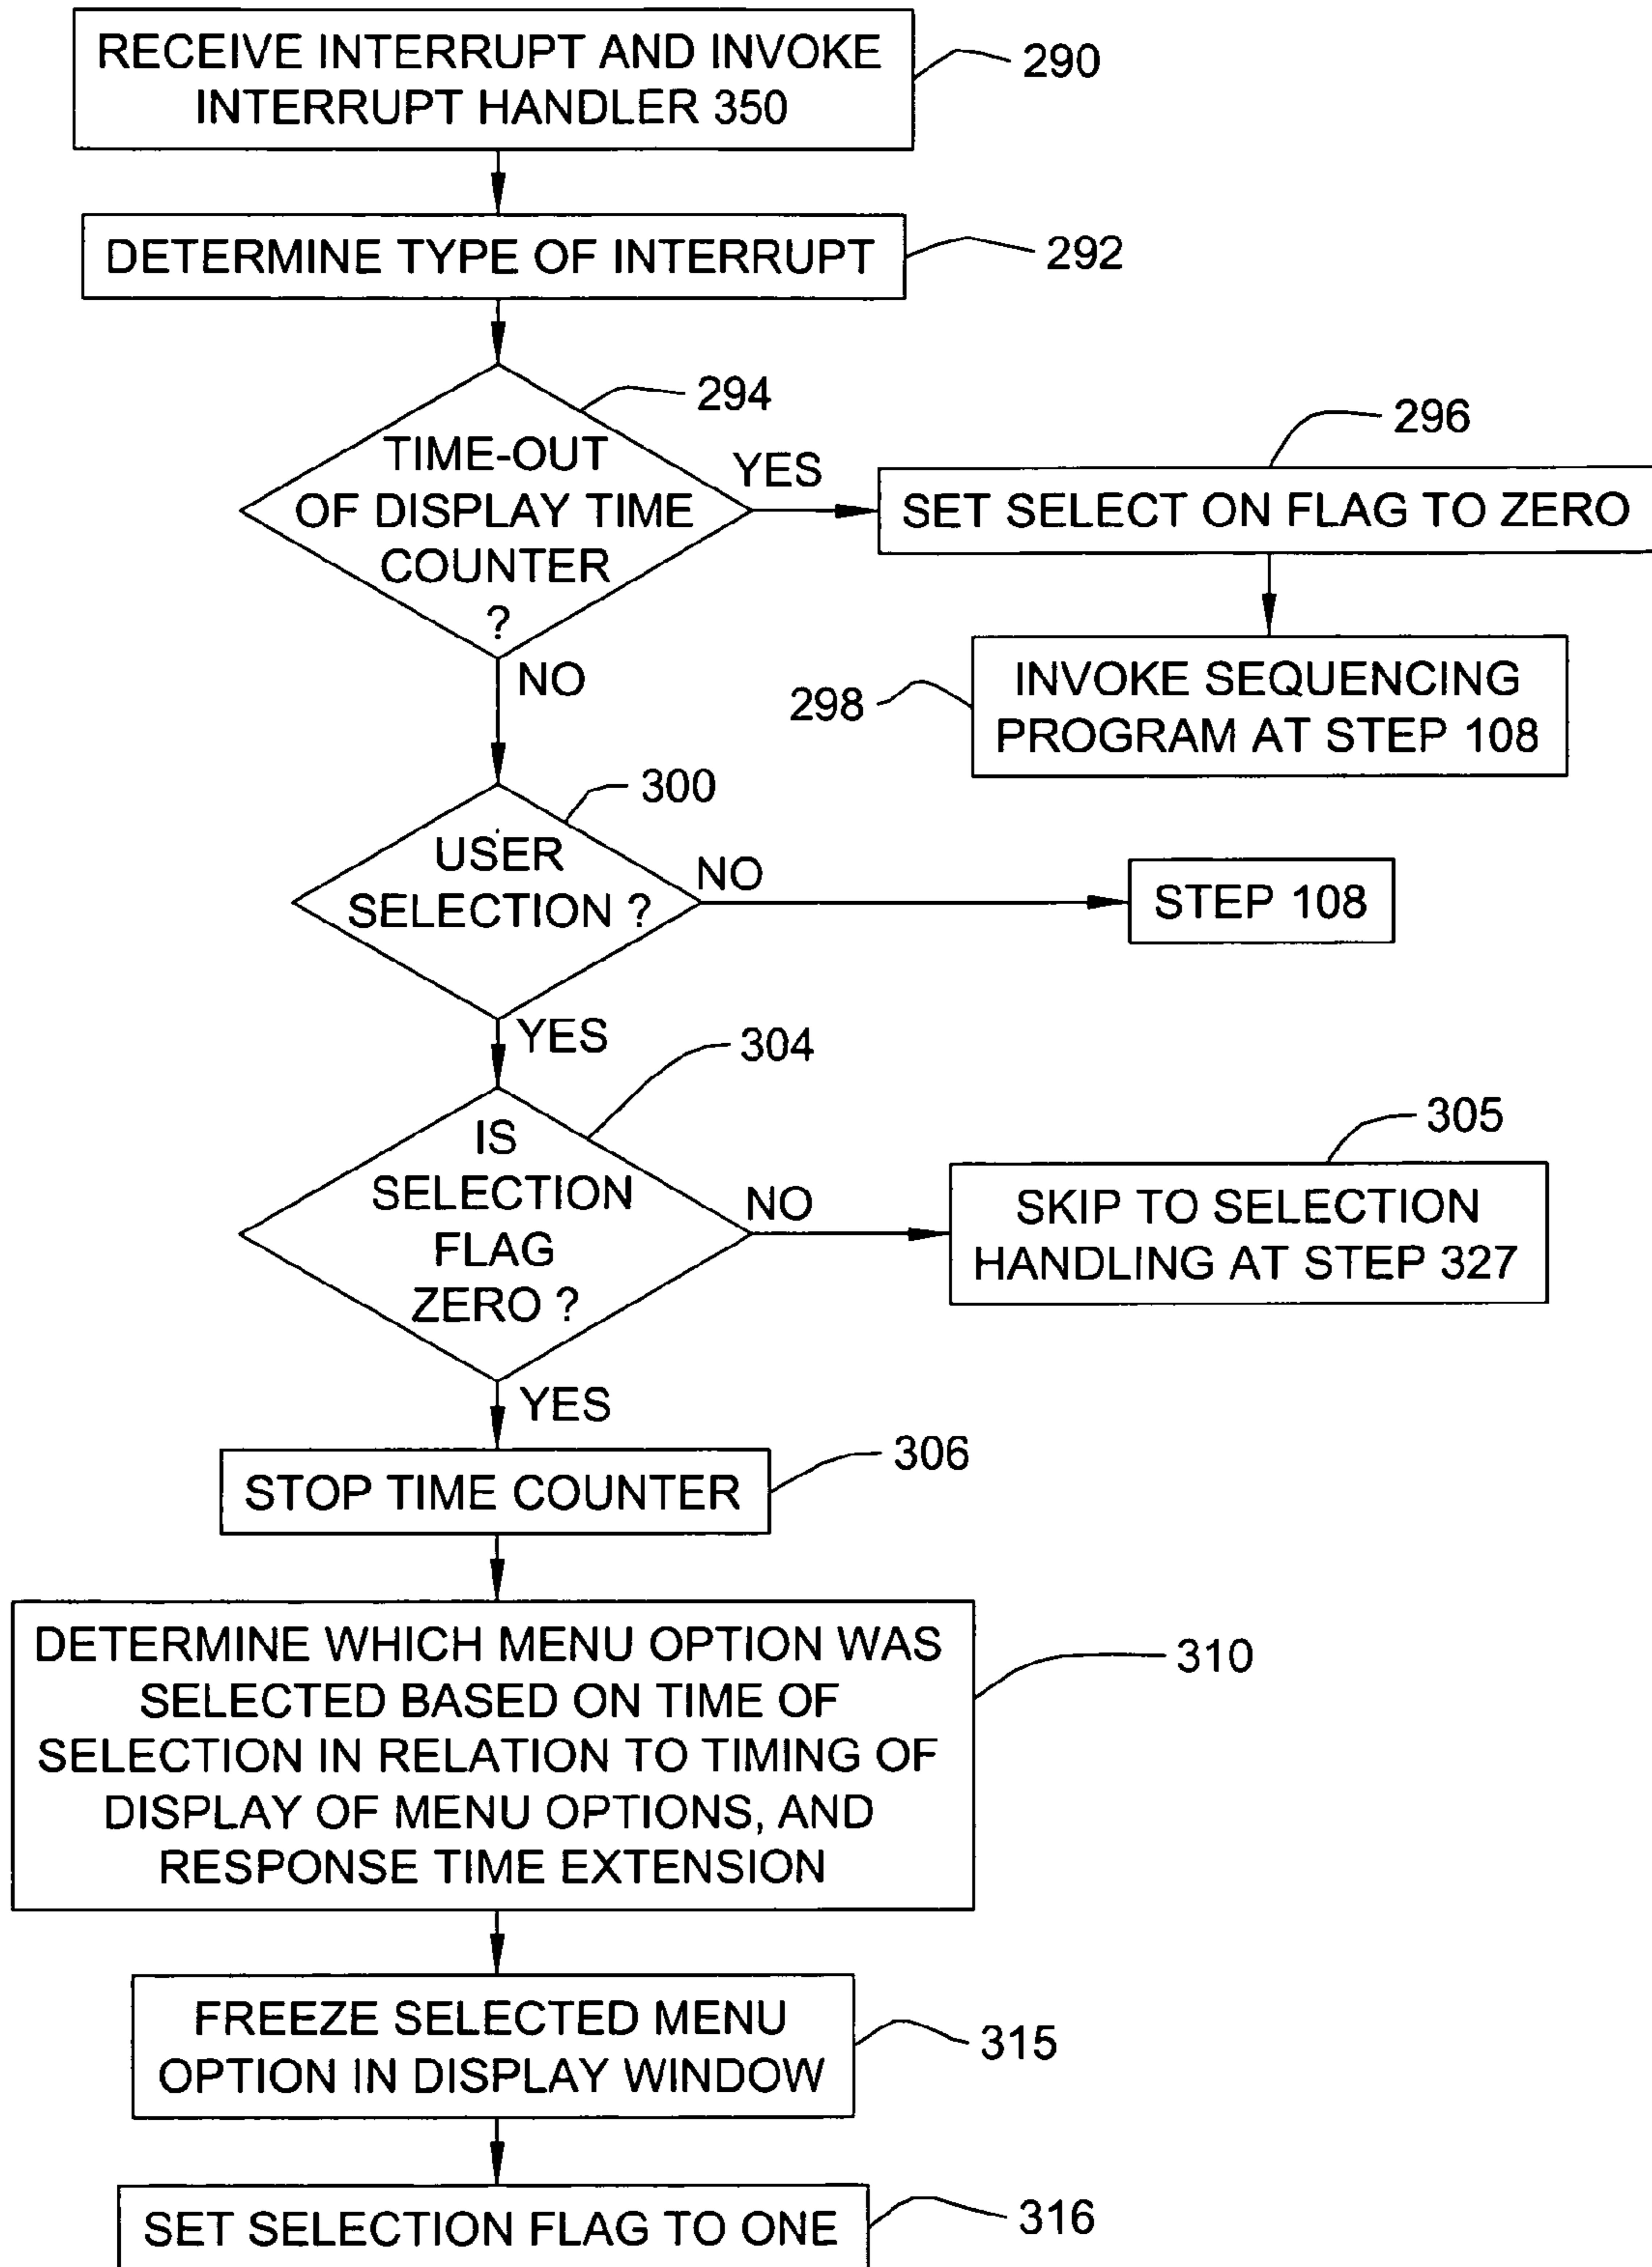 RECEIVE INTERRUPT AND INVOKE
INTERRUPT HANDLER 350
290
DETERMINE TYPE OF INTERRUPT
292
294
TIME-OUT
OF DISPLAY TIME
COUNTER
?
YES
296
SET SELECT ON FLAG TO ZERO
298
INVOKE SEQUENCING
PROGRAM AT STEP 108
NO
300
USER
SELECTION ?
NO
STEP 108
YES
304
IS
SELECTION
FLAG
ZERO ?
NO
305
SKIP TO SELECTION
HANDLING AT STEP 327
YES
306
STOP TIME COUNTER
DETERMINE WHICH MENU OPTION WAS
SELECTED BASED ON TIME OF
SELECTION IN RELATION TO TIMING OF
DISPLAY OF MENU OPTIONS, AND
RESPONSE TIME EXTENSION
310
FREEZE SELECTED MENU
OPTION IN DISPLAY WINDOW
315
SET SELECTION FLAG TO ONE
316